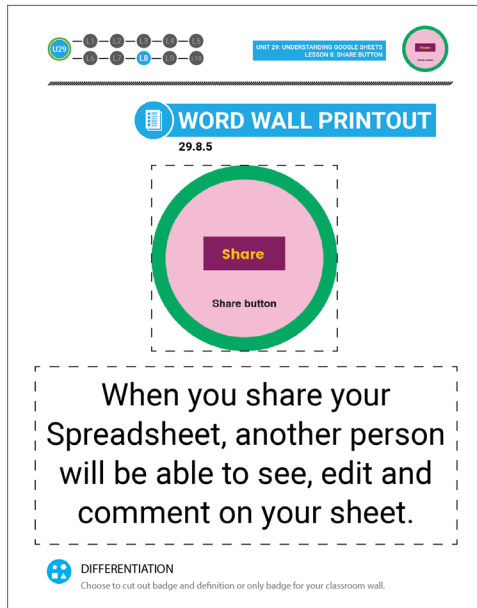 U29
L1
L2
L3
L4
L5
L6
L7
L8
L9
L10
UNIT 29: UNDERSTANDING GOOGLE SHEETS
LESSON 8: SHARE BUTTON
Share
Share button
WORD WALL PRINTOUT
29.8.5
Share
Share button
When you share your
Spreadsheet, another person
will be able to see, edit and
comment on your sheet.
DIFFERENTIATION
Choose to cut out badge and definition or only badge for your classroom wall.